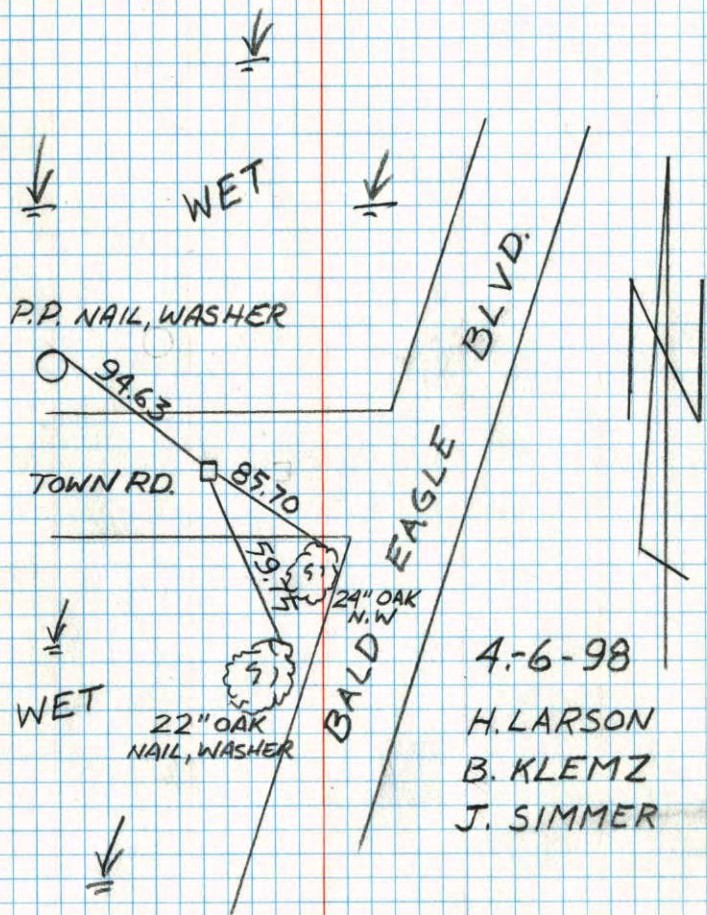 WET
P.P. NAIL, WASHER
94.63
TOWN RD.
85.70
59.75
24" OAK
N.W
22" OAK
NAIL, WASHER
WET
BALD EAGLE BLVD.
N
4.-6-98
H. LARSON
B. KLEMZ
J. SIMMER